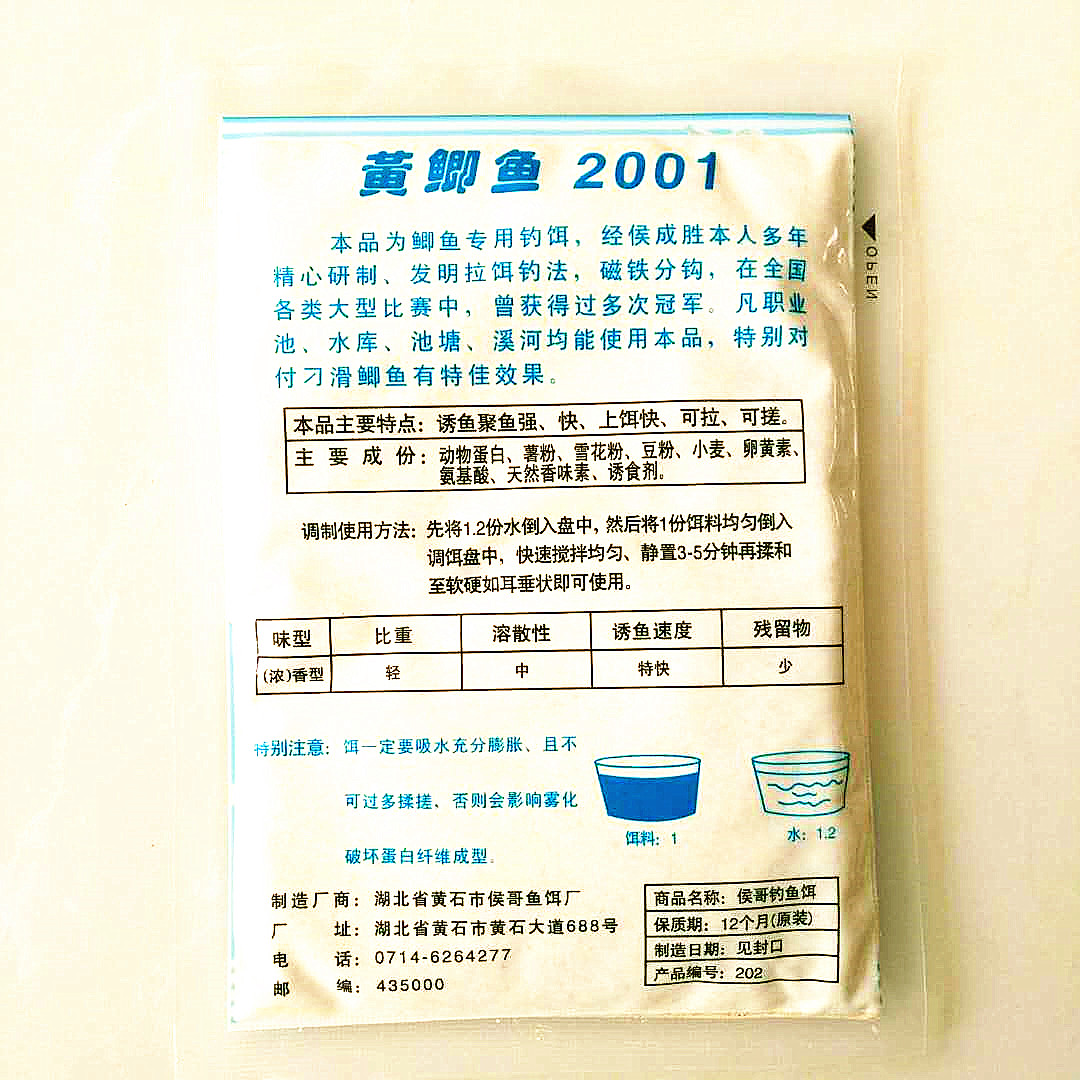 黄鲫鱼 2001
OPEN
本品为鲫鱼专用钓饵，经侯成胜本人多年
精心研制、发明拉饵钓法，磁铁分钩，在全国
各类大型比赛中，曾获得过多次冠军。凡职业
池、水库、池塘、溪河均能使用本品，特别对
付刁滑鲫鱼有特佳效果。
本品主要特点：诱鱼聚鱼强、快、上饵快、可拉、可搓。
主要成份：动物蛋白、薯粉、雪花粉、豆粉、小麦、卵黄素、
氨基酸、天然香味素、诱食剂。
调制使用方法：先将1.2份水倒入盘中，然后将1份饵料均匀倒入
调饵盘中，快速搅拌均匀、静置3-5分钟再揉和
至软硬如耳垂状即可使用。
味型 比重 溶散性 诱鱼速度 残留物
(浓)香型 轻 中 特快 少
特别注意：饵一定要吸水充分膨胀、且不
可过多揉搓、否则会影响雾化
破坏蛋白纤维成型。
饵料：1
水：1.2
制造厂商：湖北省黄石市侯哥鱼饵厂
厂址：湖北省黄石市黄石大道688号
电话：0714-6264277
邮编：435000
商品名称：侯哥钓鱼饵
保质期：12个月(原装)
制造日期：见封口
产品编号：202